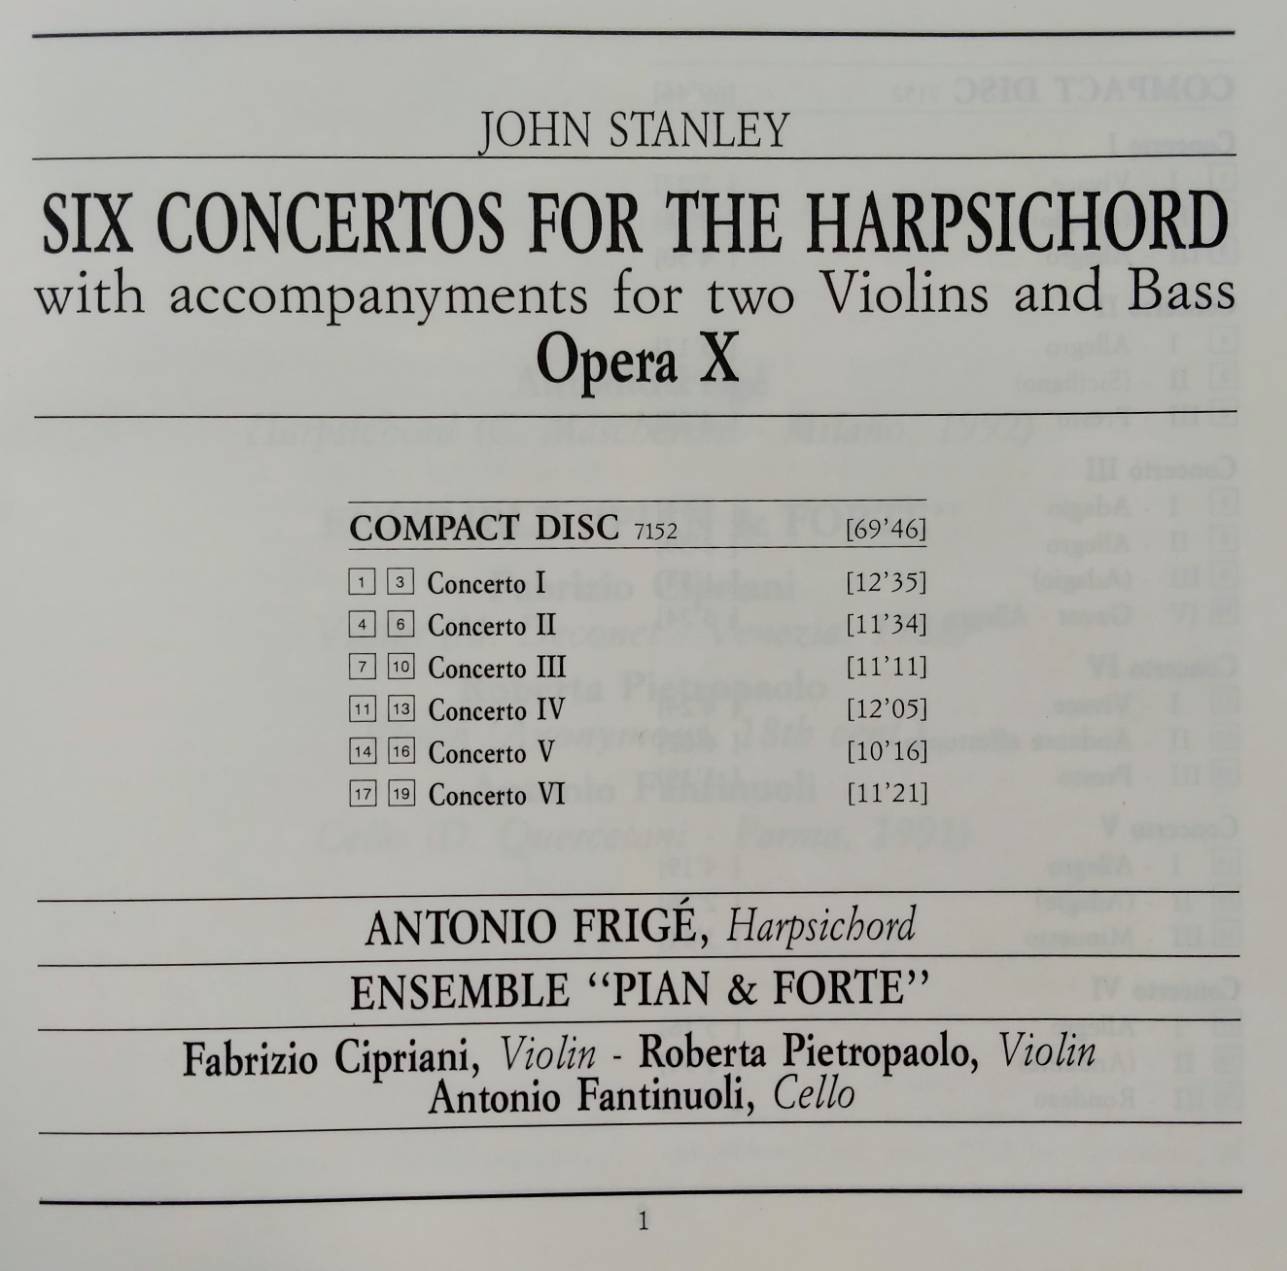 JOHN STANLEY
SIX CONCERTOS FOR THE HARPSICHORD
with accompanyments for two Violins and Bass
Opera X
COMPACT DISC 7152 [69’46]
1 3 Concerto I [12’35]
4 6 Concerto II [11’34]
7 10 Concerto III [11’11]
11 13 Concerto IV [12’05]
14 16 Concerto V [10’16]
17 19 Concerto VI [11’21]
ANTONIO FRIGÉ, Harpsichord
ENSEMBLE “PIAN & FORTE”
Fabrizio Cipriani, Violin - Roberta Pietropaolo, Violin
Antonio Fantinuoli, Cello
1